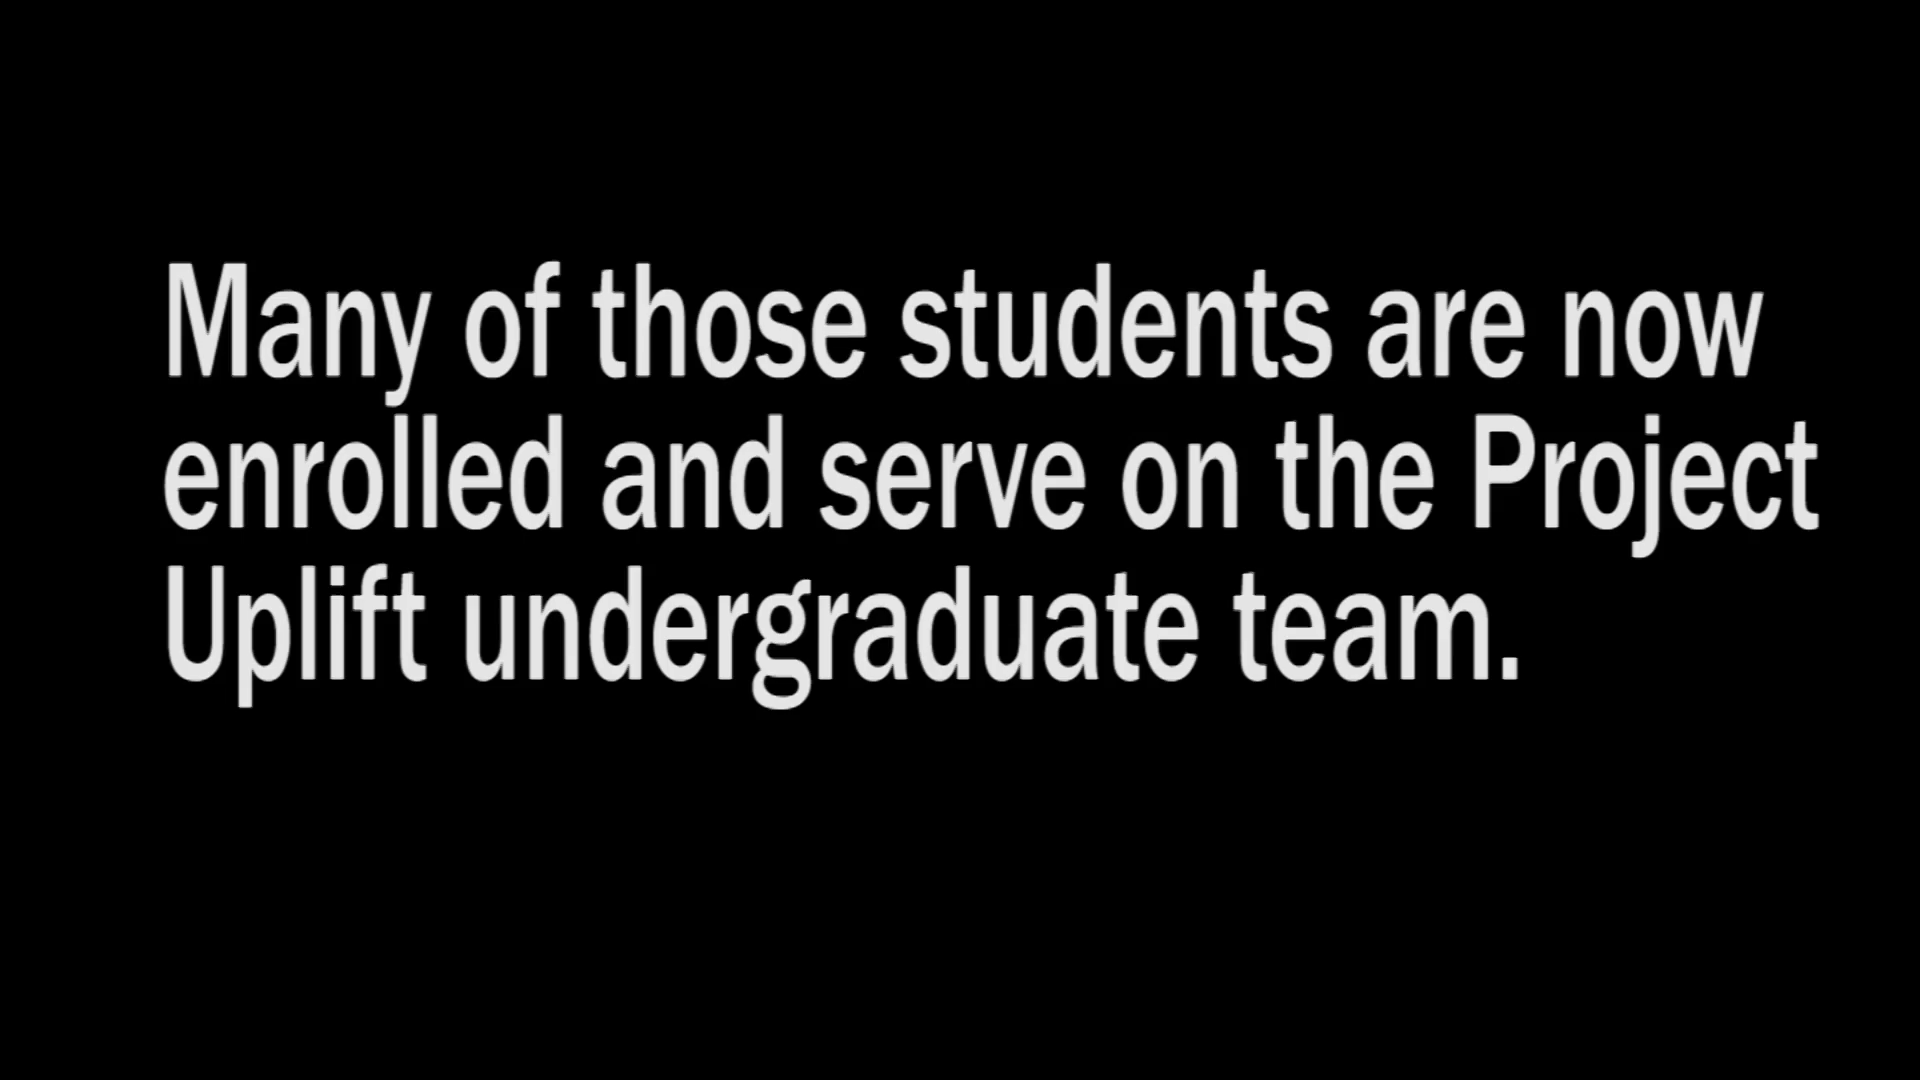 Many of those students are now
enrolled and serve on the Project
Uplift undergraduate team.